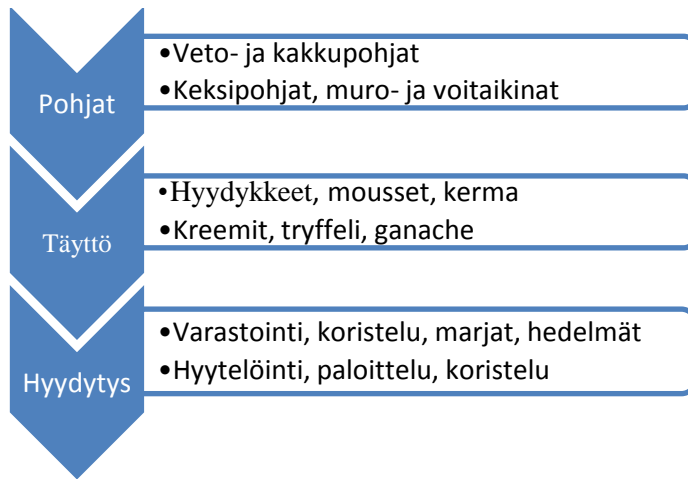 Pohjat
•Veto- ja kakkupohjat
•Keksipohjat, muro- ja voitaikinat
Täyttö
•Hyydykkeet, mousset, kerma
•Kreemit, tryffeli, ganache
Hyydytys
•Varastointi, koristelu, marjat, hedelmät
•Hyytelöinti, paloittelu, koristelu